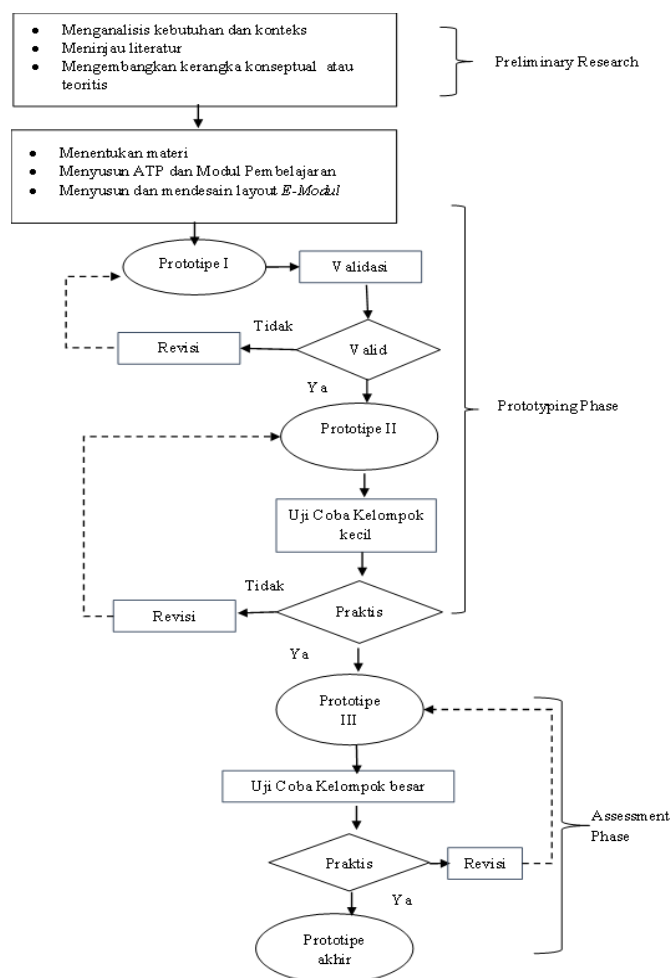 Menganalisis kebutuhan dan konteks
Meninjau literatur
Mengembangkan kerangka konseptual atau
teoritis
Preliminary Research
Menentukan materi
Menyusun ATP dan Modul Pembelajaran
Menyusun dan mendesain layout E-Modul
Prototipe I
Validasi
Tidak
Revisi
Valid
Ya
Prototyping Phase
Prototipe II
Uji Coba Kelompok
kecil
Tidak
Revisi
Praktis
Ya
Prototipe
III
Uji Coba Kelompok besar
Assessment
Phase
Praktis
Revisi
Ya
Prototipe
akhir